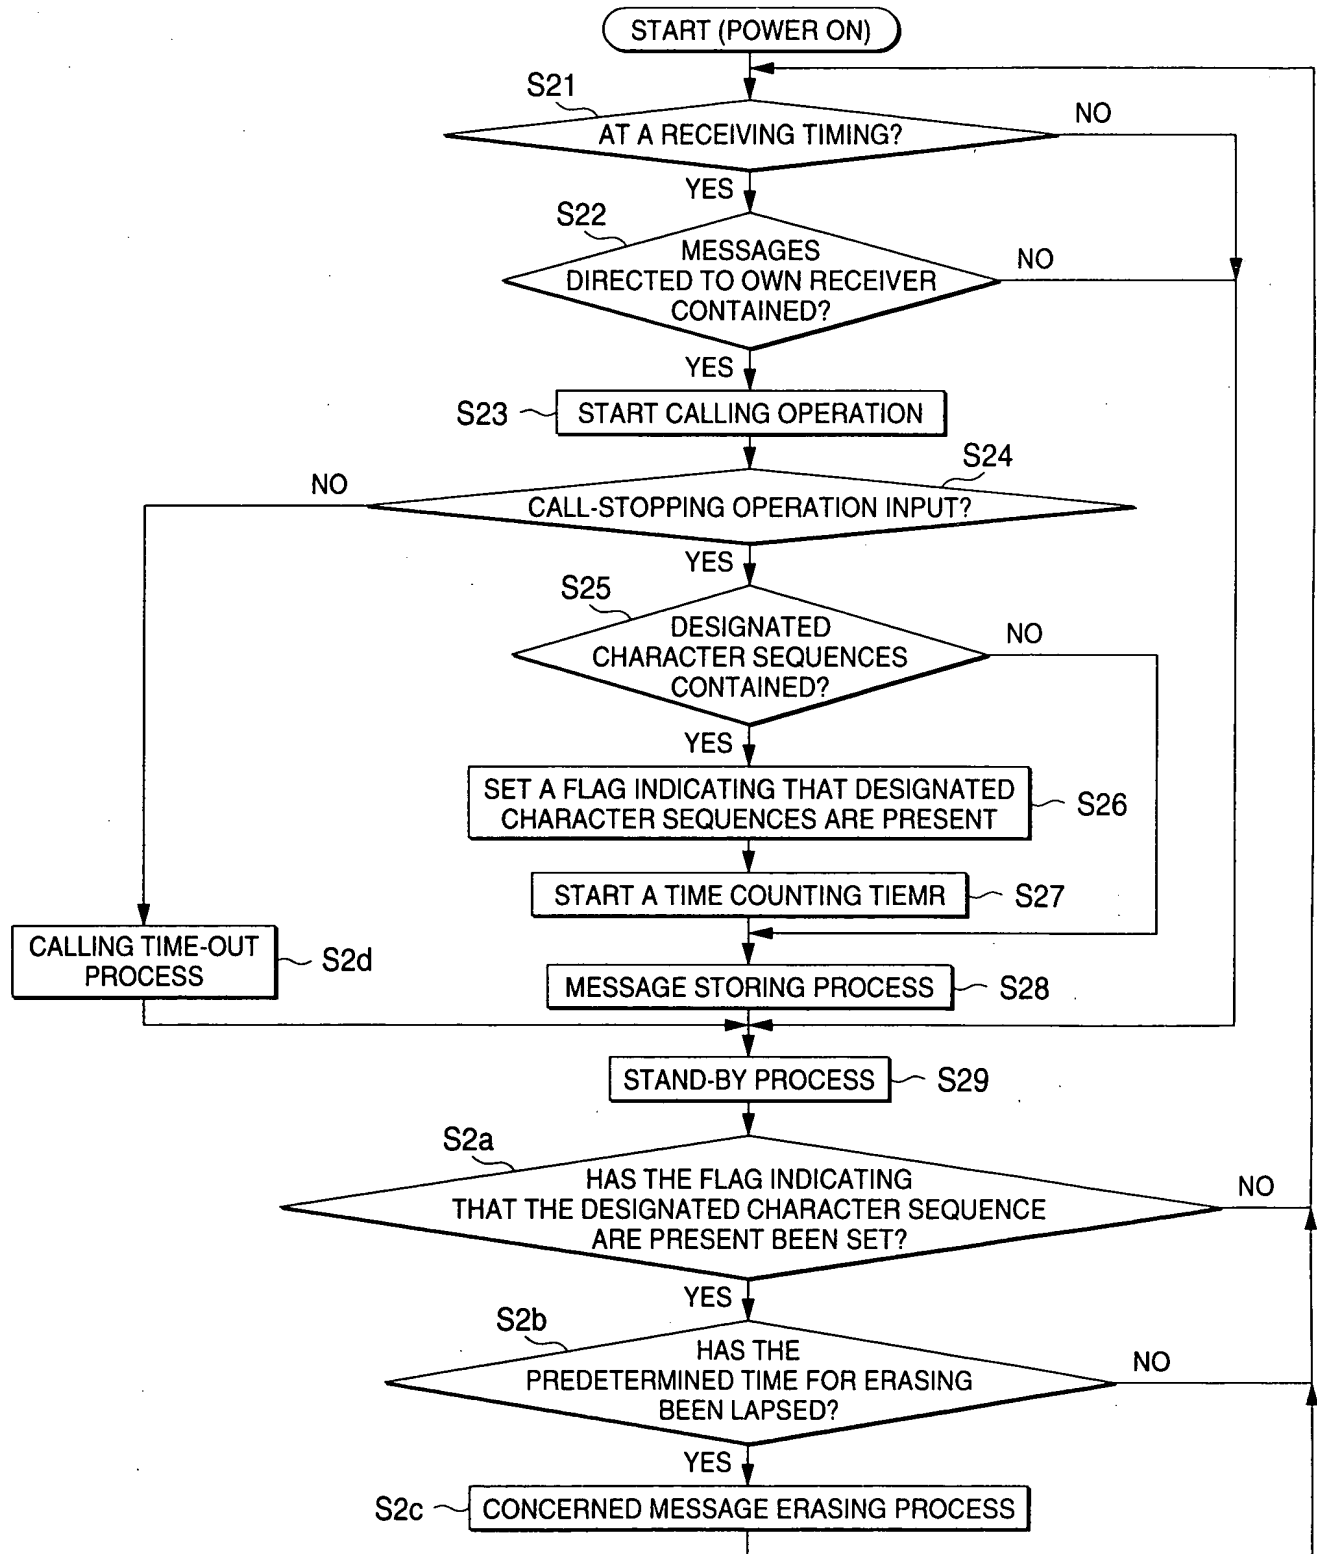 START (POWER ON)
S21
AT A RECEIVING TIMING?
NO
YES
S22
MESSAGES
DIRECTED TO OWN RECEIVER
CONTAINED?
NO
YES
S23
START CALLING OPERATION
S24
NO
CALL-STOPPING OPERATION INPUT?
YES
S25
DESIGNATED
CHARACTER SEQUENCES
CONTAINED?
NO
YES
SET A FLAG INDICATING THAT DESIGNATED
CHARACTER SEQUENCES ARE PRESENT
S26
START A TIME COUNTING TIEMR
S27
CALLING TIME-OUT
PROCESS
S2d
MESSAGE STORING PROCESS
S28
STAND-BY PROCESS
S29
S2a
HAS THE FLAG INDICATING
THAT THE DESIGNATED CHARACTER SEQUENCE
ARE PRESENT BEEN SET?
NO
YES
S2b
HAS THE
PREDETERMINED TIME FOR ERASING
BEEN LAPSED?
NO
YES
S2c
CONCERNED MESSAGE ERASING PROCESS